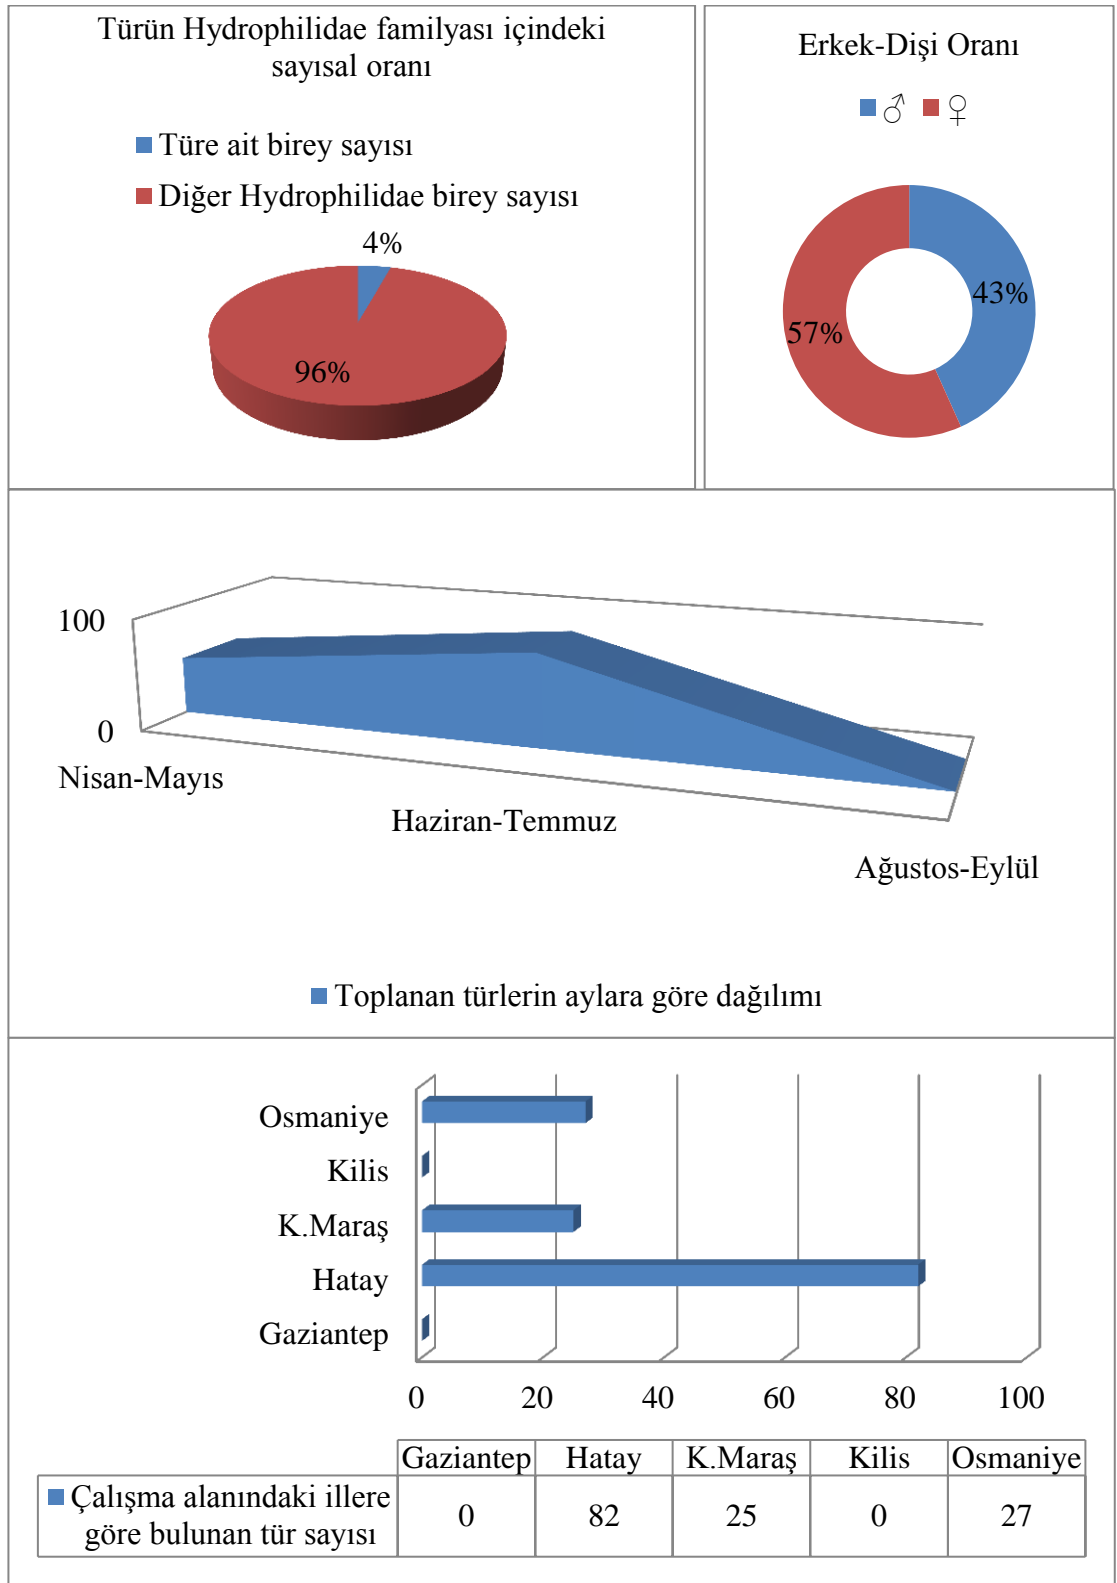 Türün Hydrophilidae familyası içindeki
sayısal oranı
Türe ait birey sayısı
Diğer Hydrophilidae birey sayısı
4%
96%
Erkek-Dişi Oranı
♂ ♀
43%
57%
100
0
Nisan-Mayıs
Haziran-Temmuz
Ağustos-Eylül
Toplanan türlerin aylara göre dağılımı
Osmaniye
Kilis
K.Maraş
Hatay
Gaziantep
0 20 40 60 80 100
Gaziantep Hatay K.Maraş Kilis Osmaniye
Çalışma alanındaki illere
göre bulunan tür sayısı
0 82 25 0 27